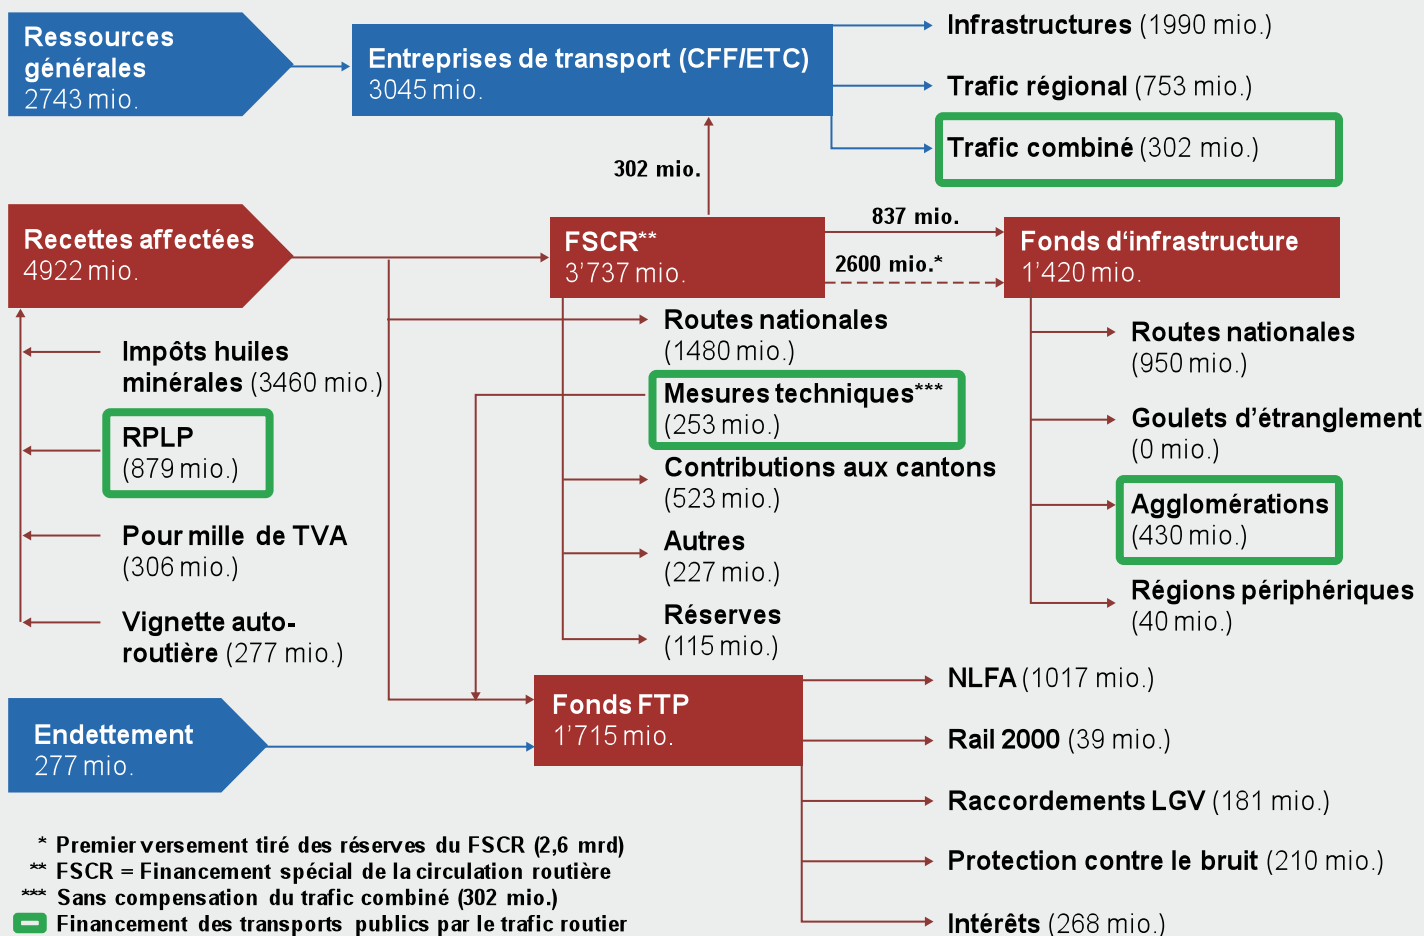 Ressources
générales
2743 mio.
Entreprises de transport (CFF/ETC)
3045 mio.
Infrastructures (1990 mio.)
Trafic régional (753 mio.)
Trafic combiné (302 mio.)
302 mio.
Recettes affectées
4922 mio.
FSCR**
3'737 mio.
837 mio.
2600 mio.*
Fonds d‘infrastructure
1'420 mio.
Impôts huiles
minérales (3460 mio.)
RPLP
(879 mio.)
Pour mille de TVA
(306 mio.)
Vignette auto-
routière (277 mio.)
Routes nationales
(1480 mio.)
Mesures techniques***
(253 mio.)
Contributions aux cantons
(523 mio.)
Autres
(227 mio.)
Réserves
(115 mio.)
Routes nationales
(950 mio.)
Goulets d’étranglement
(0 mio.)
Agglomérations
(430 mio.)
Régions périphériques
(40 mio.)
Endettement
277 mio.
Fonds FTP
1'715 mio.
NLFA (1017 mio.)
Rail 2000 (39 mio.)
Raccordements LGV (181 mio.)
Protection contre le bruit (210 mio.)
Intérêts (268 mio.)
* Premier versement tiré des réserves du FSCR (2,6 mrd)
** FSCR = Financement spécial de la circulation routière
*** Sans compensation du trafic combiné (302 mio.)
Financement des transports publics par le trafic routier